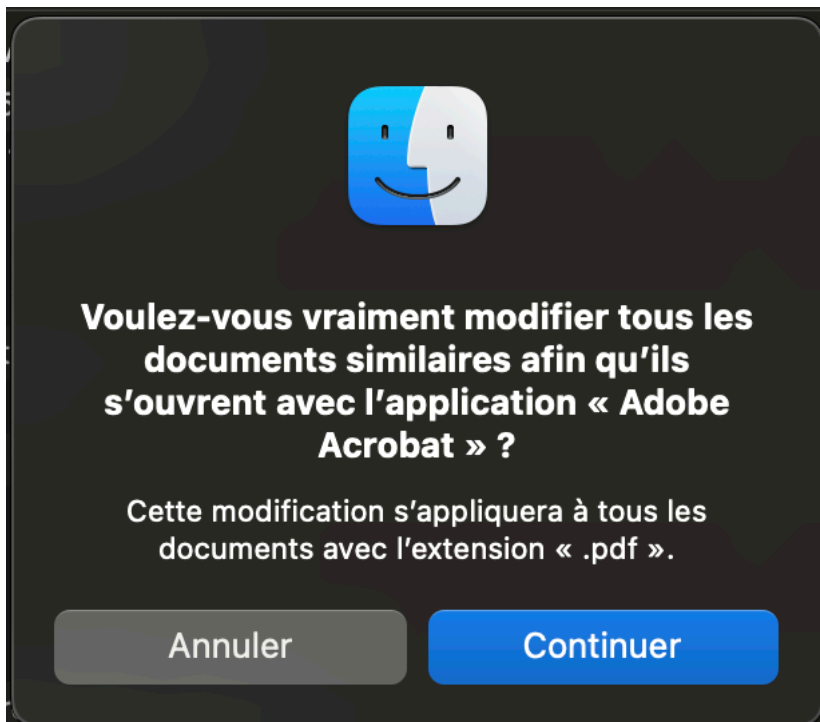 Voulez-vous vraiment modifier tous les
documents similaires afin qu’ils
s’ouvrent avec l’application « Adobe
Acrobat » ?
Cette modification s’appliquera à tous les
documents avec l’extension « .pdf ».
Annuler
Continuer